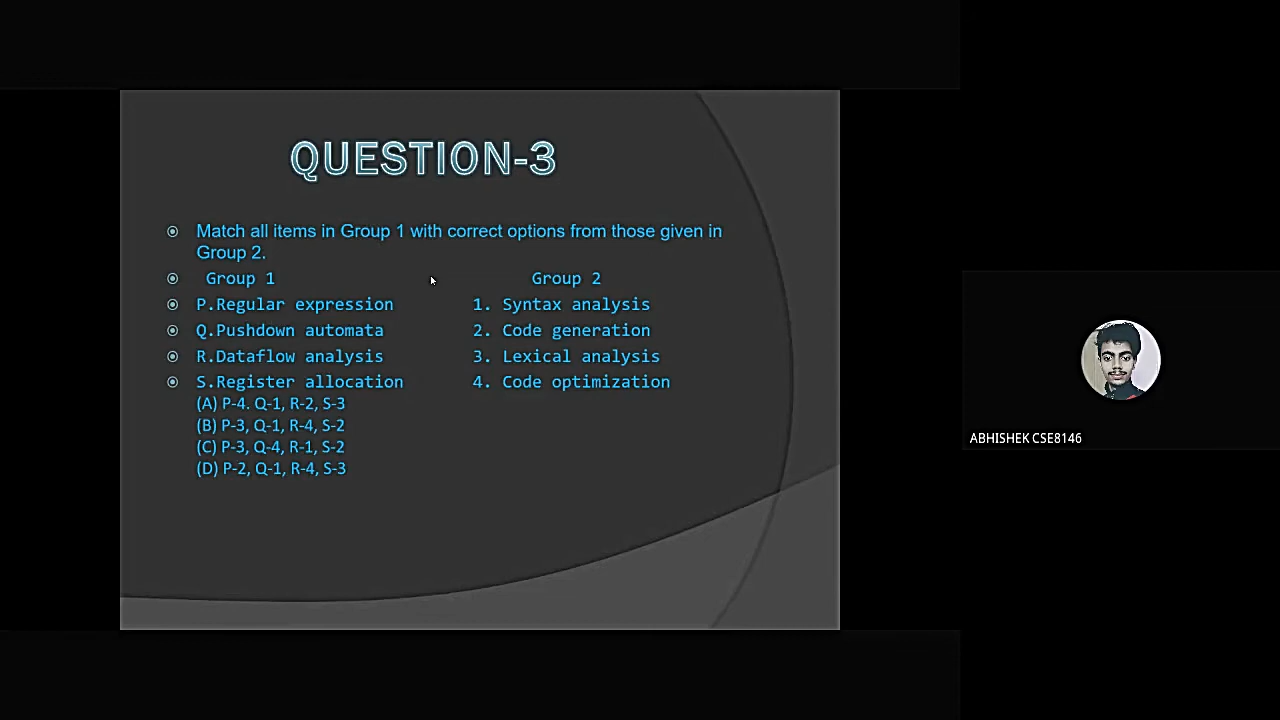 QUESTION-3
Match all items in Group 1 with correct options from those given in
Group 2.
Group 1 Group 2
P.Regular expression 1. Syntax analysis
Q.Pushdown automata 2. Code generation
R.Dataflow analysis 3. Lexical analysis
S.Register allocation 4. Code optimization
(A) P-4. Q-1, R-2, S-3
(B) P-3, Q-1, R-4, S-2
(C) P-3, Q-4, R-1, S-2
(D) P-2, Q-1, R-4, S-3
ABHISHEK CSE8146